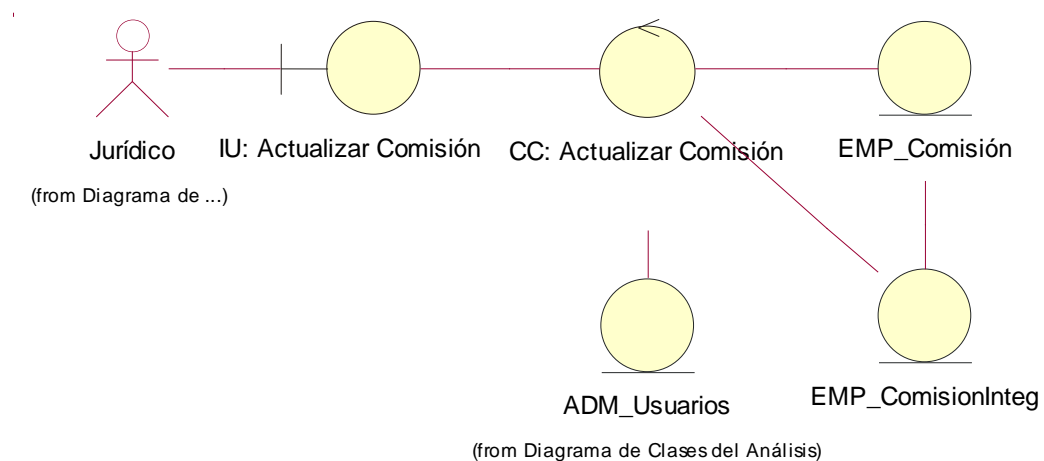 Jurídico
IU: Actualizar Comisión
CC: Actualizar Comisión
EMP_Comisión
(from Diagrama de ...)
ADM_Usuarios
EMP_ComisionInteg
(from Diagrama de Clases del Análisis)